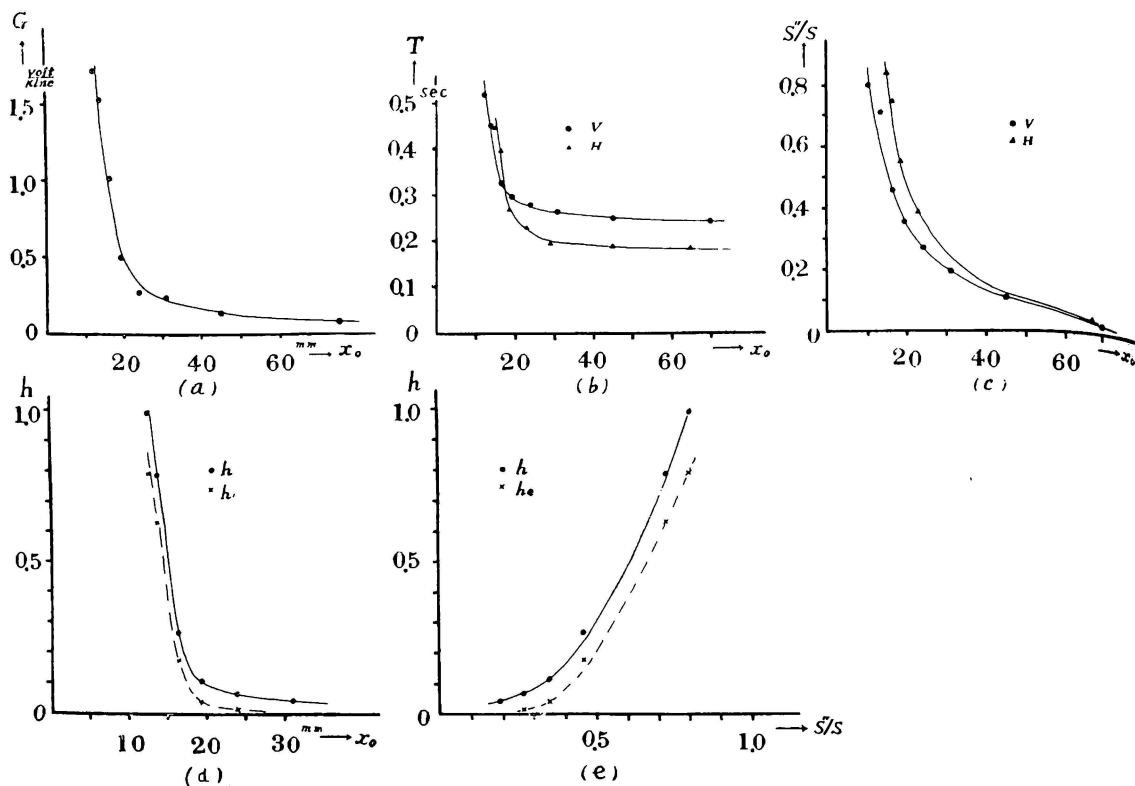 G
volt
kine
1.5
1.0
0.5
0
20 40 60
mm → x₀
(a)
T
sec
0.5
0.4
0.3
0.2
0.1
0
• V
▲ H
20 40 60
→ x₀
(b)
S″/S
0.8
0.6
0.4
0.2
0
• V
▲ H
20 40 60
→ x₀
(c)
h
1.0
0.5
0
• h
× h
10 20 30
mm → x₀
(d)
h
1.0
0.5
0
• h
× he
0.5 1.0
→ S″/S
(e)